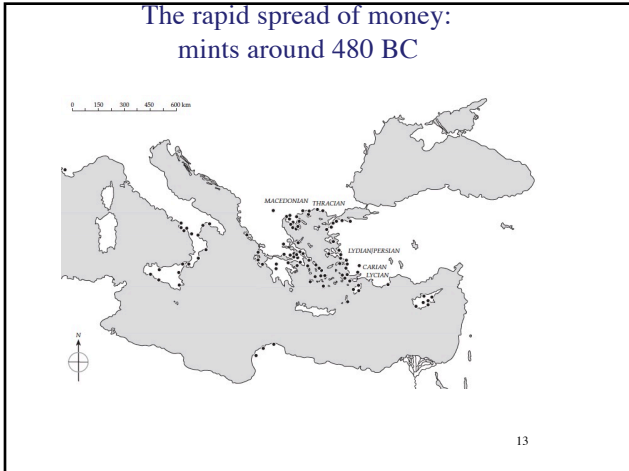 The rapid spread of money:
mints around 480 BC
0 150 300 450 600 km
MACEDONIAN THRACIAN
LYDIAN/PERSIAN
CARIAN
LYCIAN
N
13